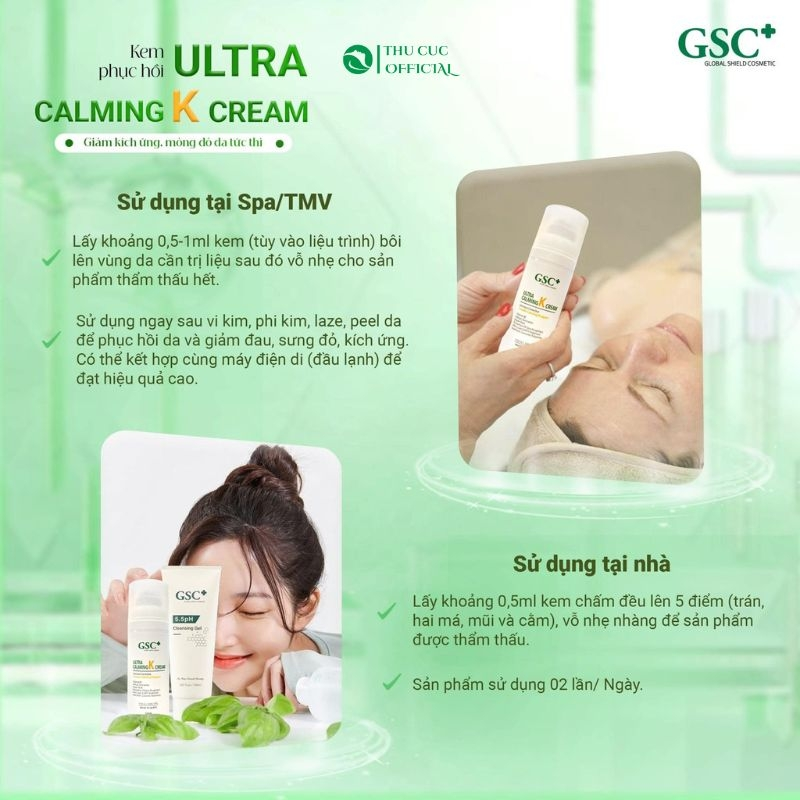 Kem
phục hồi ULTRA
CALMING K CREAM
Giảm kích ứng, mỏng đỏ da tức thì
THU CUC
OFFICIAL
GSC+
GLOBAL SHIELD COSMETIC
Sử dụng tại Spa/TMV
Lấy khoảng 0,5-1ml kem (tùy vào liệu trình) bôi
lên vùng da cần trị liệu sau đó vỗ nhẹ cho sản
phẩm thẩm thấu hết.
Sử dụng ngay sau vi kim, phi kim, laze, peel da
để phục hồi da và giảm đau, sưng đỏ, kích ứng.
Có thể kết hợp cùng máy điện di (đầu lạnh) để
đạt hiệu quả cao.
GSC+
ULTRA
CALMING K CREAM
GSC+
5.5pH
Cleansing Gel
GSC+
ULTRA
CALMING K CREAM
Sử dụng tại nhà
Lấy khoảng 0,5ml kem chấm đều lên 5 điểm (trán,
hai má, mũi và cằm), vỗ nhẹ nhàng để sản phẩm
được thẩm thấu.
Sản phẩm sử dụng 02 lần/ Ngày.